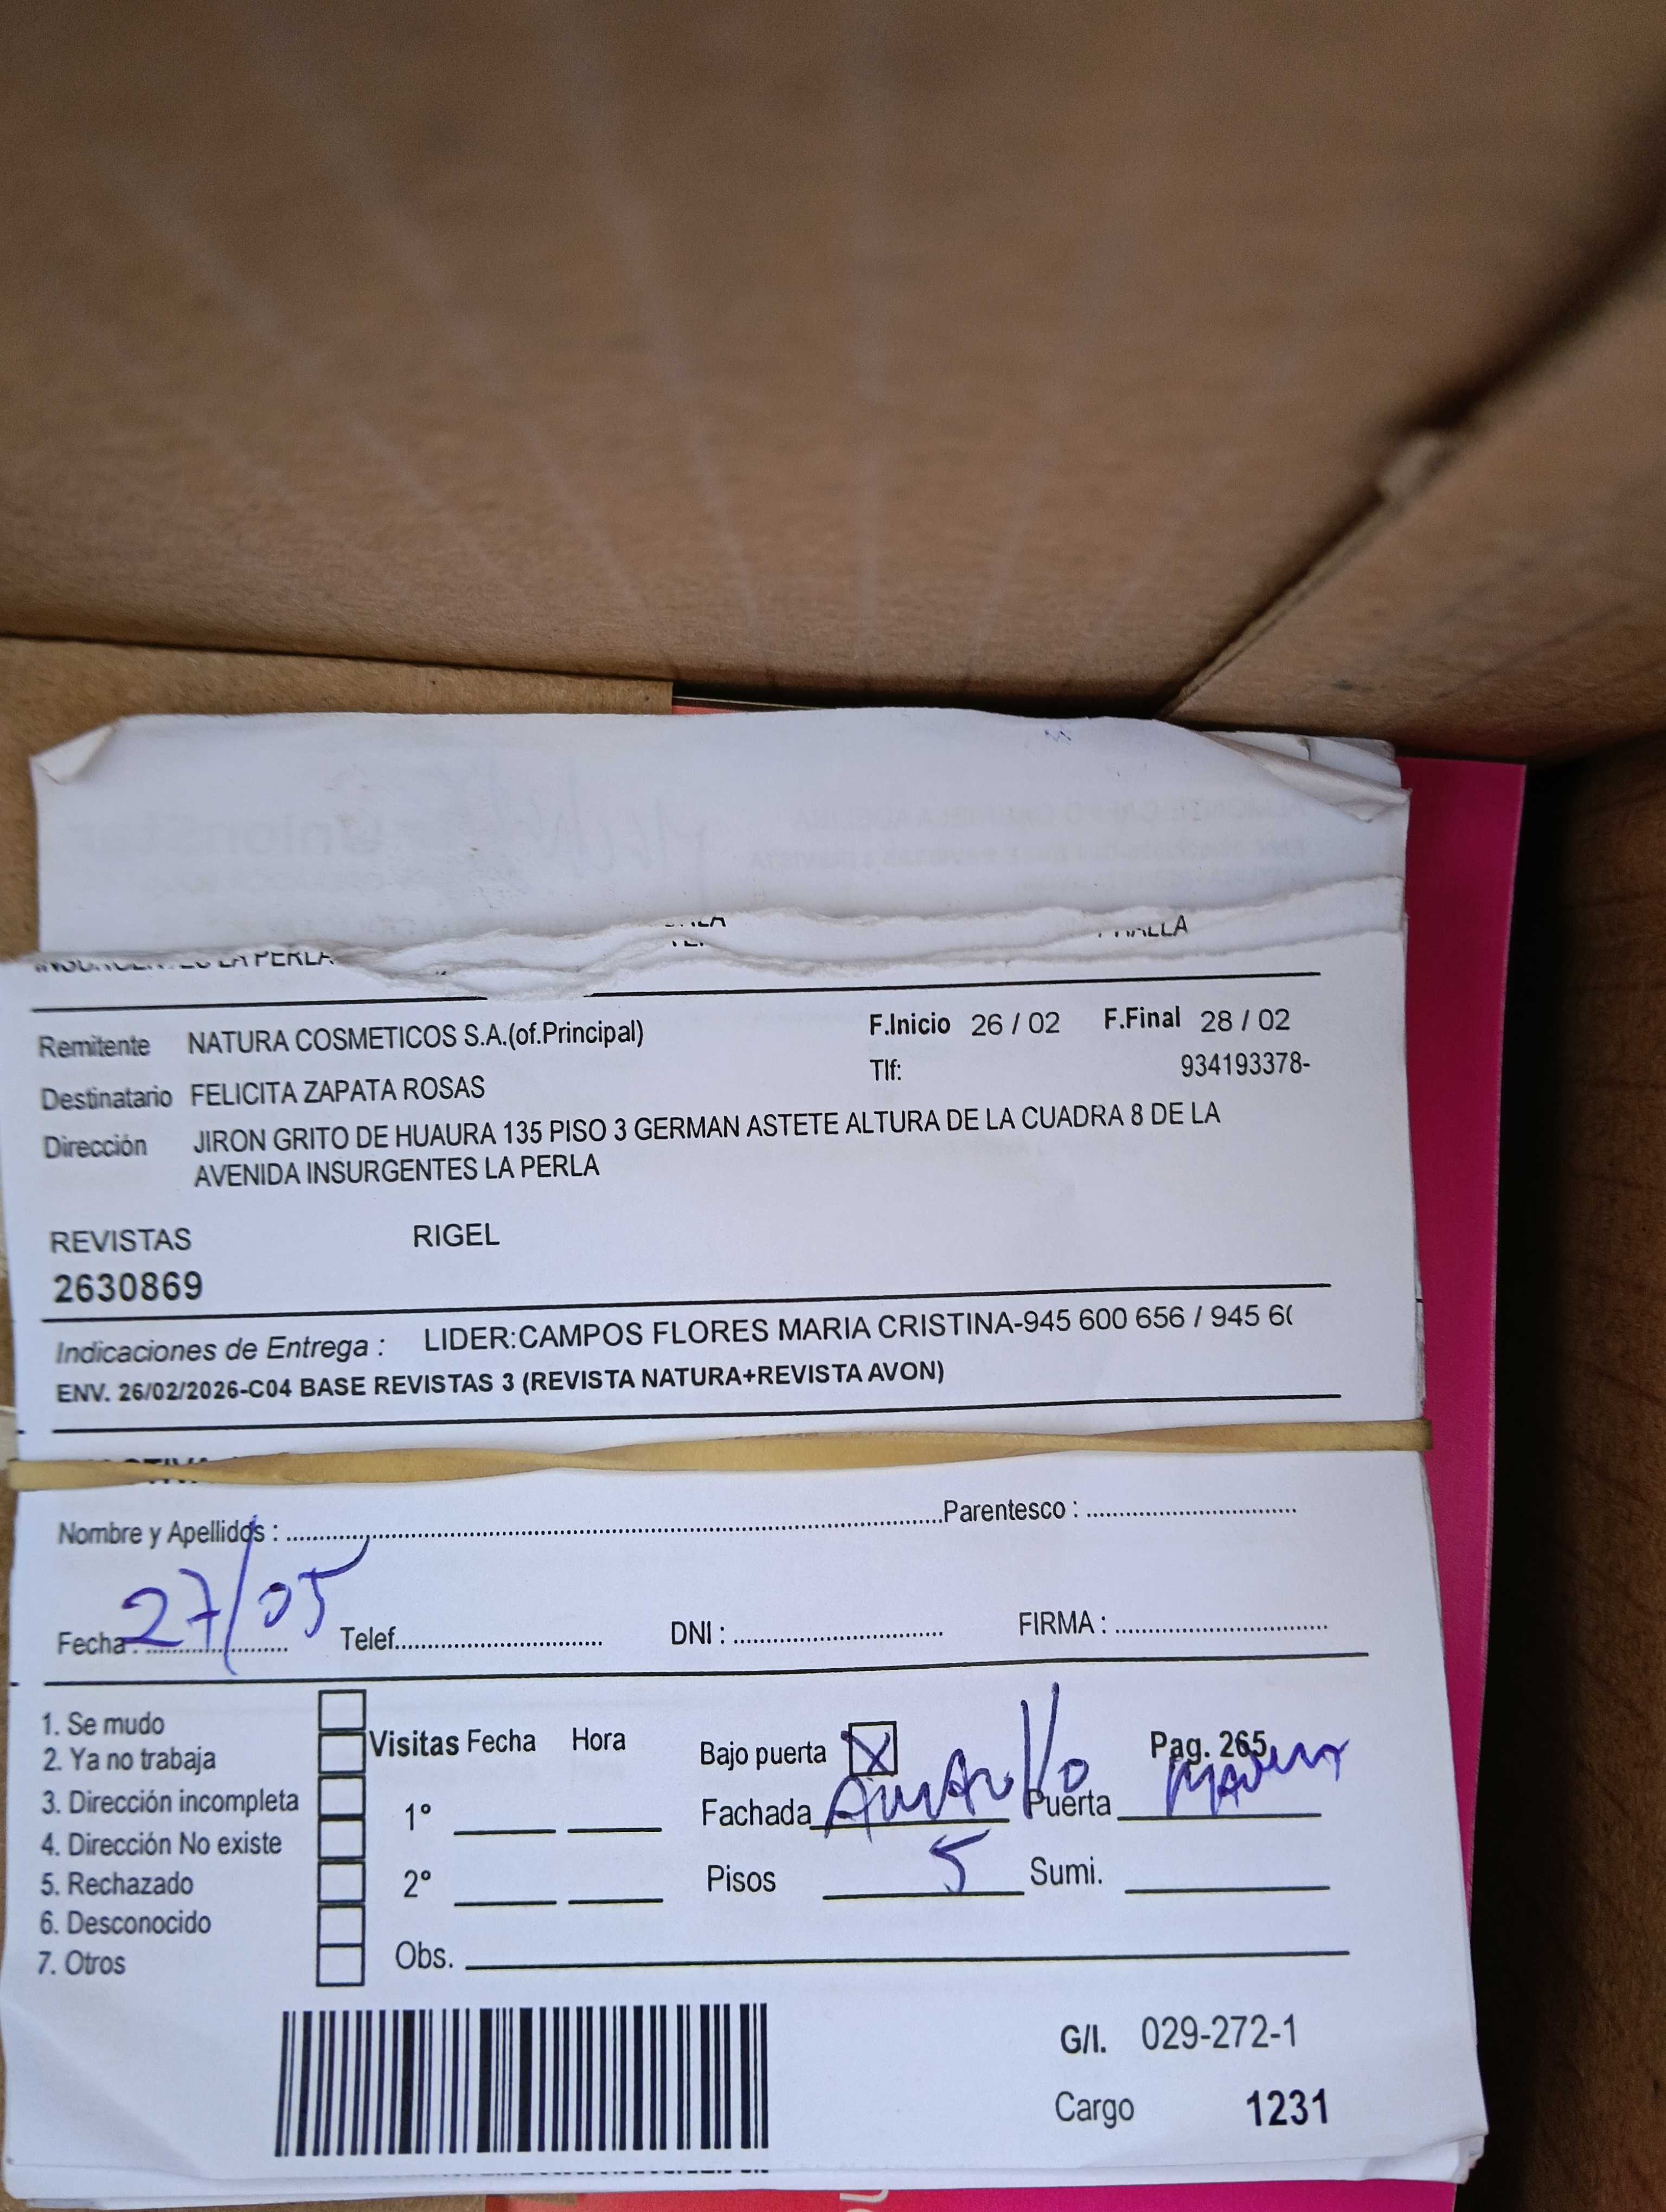 INSURGENTES LA PERLA
Remitente NATURA COSMETICOS S.A.(of.Principal) F.Inicio 26 / 02 F.Final 28 / 02
Tlf: 934193378-
Destinatario FELICITA ZAPATA ROSAS
Dirección JIRON GRITO DE HUAURA 135 PISO 3 GERMAN ASTETE ALTURA DE LA CUADRA 8 DE LA
AVENIDA INSURGENTES LA PERLA
REVISTAS RIGEL
2630869
Indicaciones de Entrega : LIDER:CAMPOS FLORES MARIA CRISTINA-945 600 656 / 945 6
ENV. 26/02/2026-C04 BASE REVISTAS 3 (REVISTA NATURA+REVISTA AVON)
Nombre y Apellidos : Parentesco :
Fecha : 27/05 Telef. DNI : FIRMA :
1. Se mudo
2. Ya no trabaja
3. Dirección incompleta
4. Dirección No existe
5. Rechazado
6. Desconocido
7. Otros
Visitas Fecha Hora
1°
2°
Obs.
Bajo puerta X Pag. 265
Fachada Amarillo Puerta
Pisos 5 Sumi.
G/I. 029-272-1
Cargo 1231